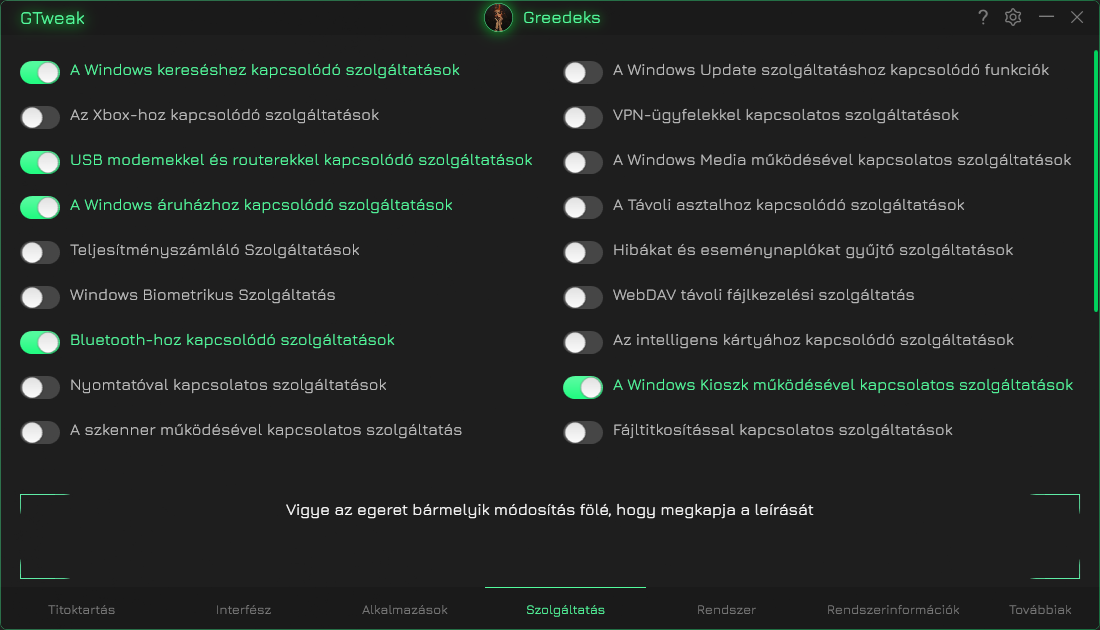 GTweak
Greedeks
?
A Windows kereséshez kapcsolódó szolgáltatások
A Windows Update szolgáltatáshoz kapcsolódó funkciók
Az Xbox-hoz kapcsolódó szolgáltatások
VPN-ügyfelekkel kapcsolatos szolgáltatások
USB modemekkel és routerekkel kapcsolódó szolgáltatások
A Windows Media működésével kapcsolatos szolgáltatások
A Windows áruházhoz kapcsolódó szolgáltatások
A Távoli asztalhoz kapcsolódó szolgáltatások
Teljesítményszámláló Szolgáltatások
Hibákat és eseménynaplókat gyűjtő szolgáltatások
Windows Biometrikus Szolgáltatás
WebDAV távoli fájlkezelési szolgáltatás
Bluetooth-hoz kapcsolódó szolgáltatások
Az intelligens kártyához kapcsolódó szolgáltatások
Nyomtatóval kapcsolatos szolgáltatások
A Windows Kioszk működésével kapcsolatos szolgáltatások
A szkenner működésével kapcsolatos szolgáltatás
Fájltitkosítással kapcsolatos szolgáltatások
Vigye az egeret bármelyik módosítás fölé, hogy megkapja a leírását
Titoktartás
Interfész
Alkalmazások
Szolgáltatás
Rendszer
Rendszerinformációk
Továbbiak